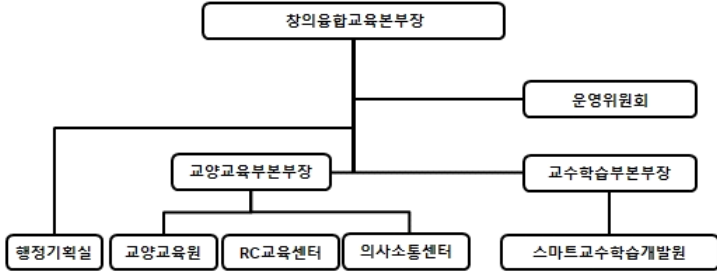 창의융합교육본부장
운영위원회
교양교육부본부장
교수학습부본부장
행정기획실
교양교육원
RC교육센터
의사소통센터
스마트교수학습개발원